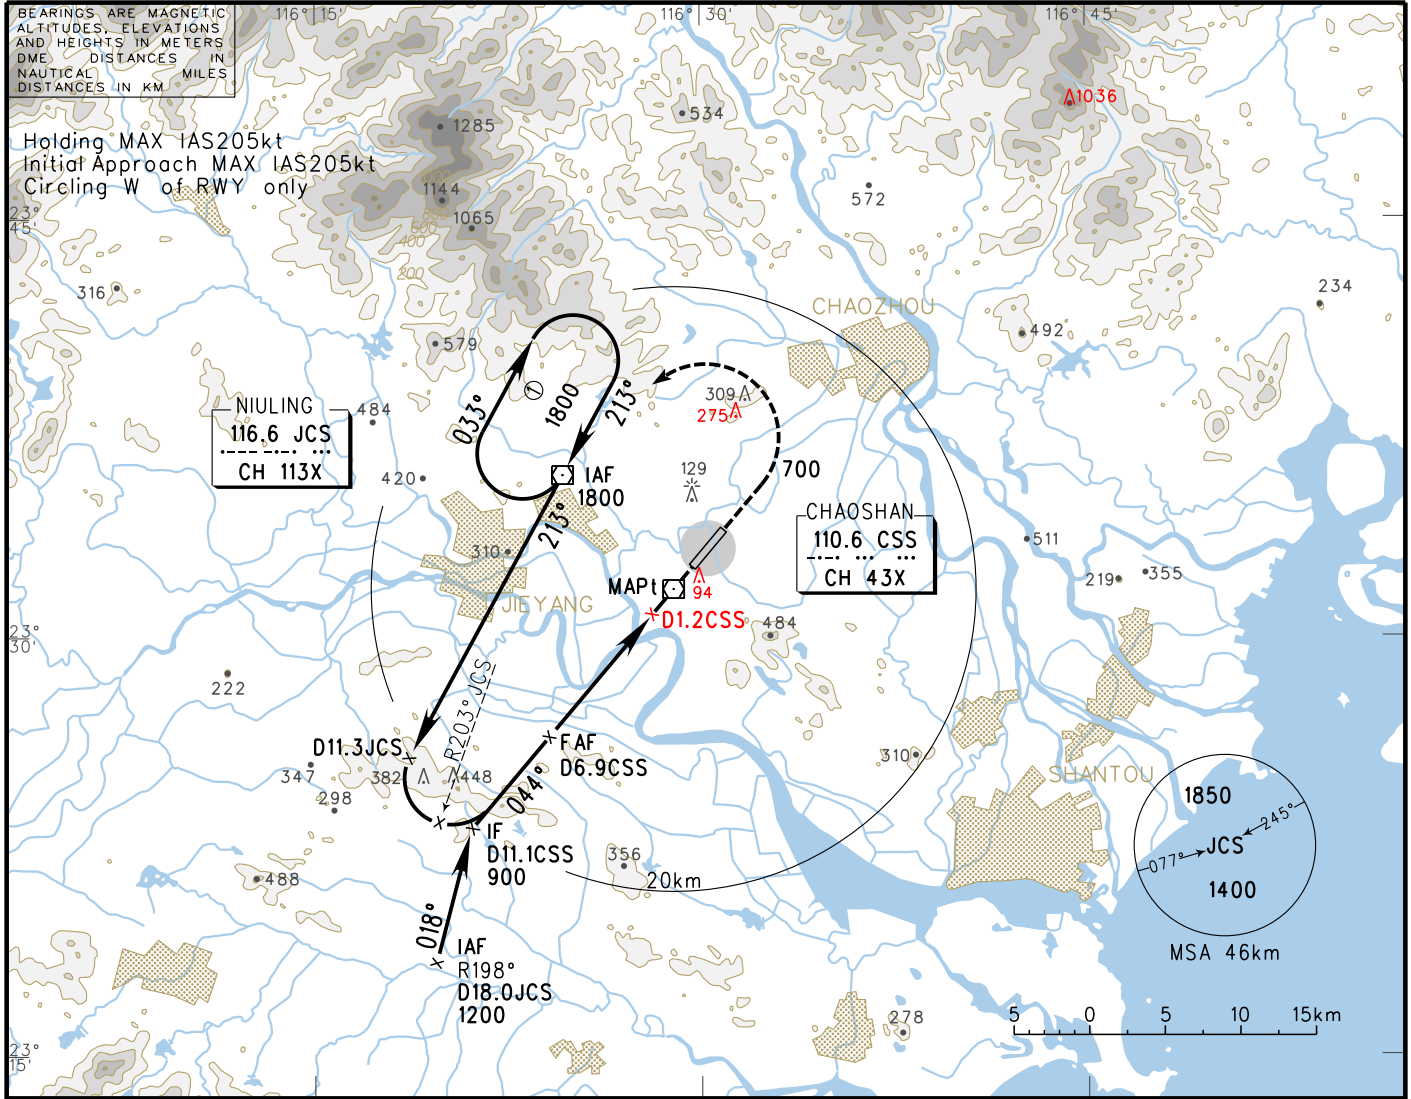 BEARINGS ARE MAGNETIC
ALTITUDES, ELEVATIONS
AND HEIGHTS IN METERS
DME DISTANCES IN
NAUTICAL MILES
DISTANCES IN KM
116° 15'
116° 30'
116° 45'
Holding MAX IAS205kt
Initial Approach MAX IAS205kt
Circling W of RWY only
1285
534
1036
1144
1065
800
600
400
200
572
23°
45'
316
234
CHAOZHOU
492
579
1
1800
033°
213°
309
275
NIULING
116.6 JCS
CH 113X
484
420
IAF
1800
129
700
213°
CHAOSHAN
110.6 CSS
CH 43X
310
511
219
355
MAPt
94
JIEYANG
D1.2CSS
484
23°
30'
222
R203° JCS
D11.3JCS
FAF
D6.9CSS
310
347
382
448
044°
298
SHANTOU
IF
D11.1CSS
900
356
20km
488
1850
245°
JCS
077°
1400
MSA 46km
018°
IAF
R198°
D18.0JCS
1200
278
5 0 5 10 15km
23°
15'